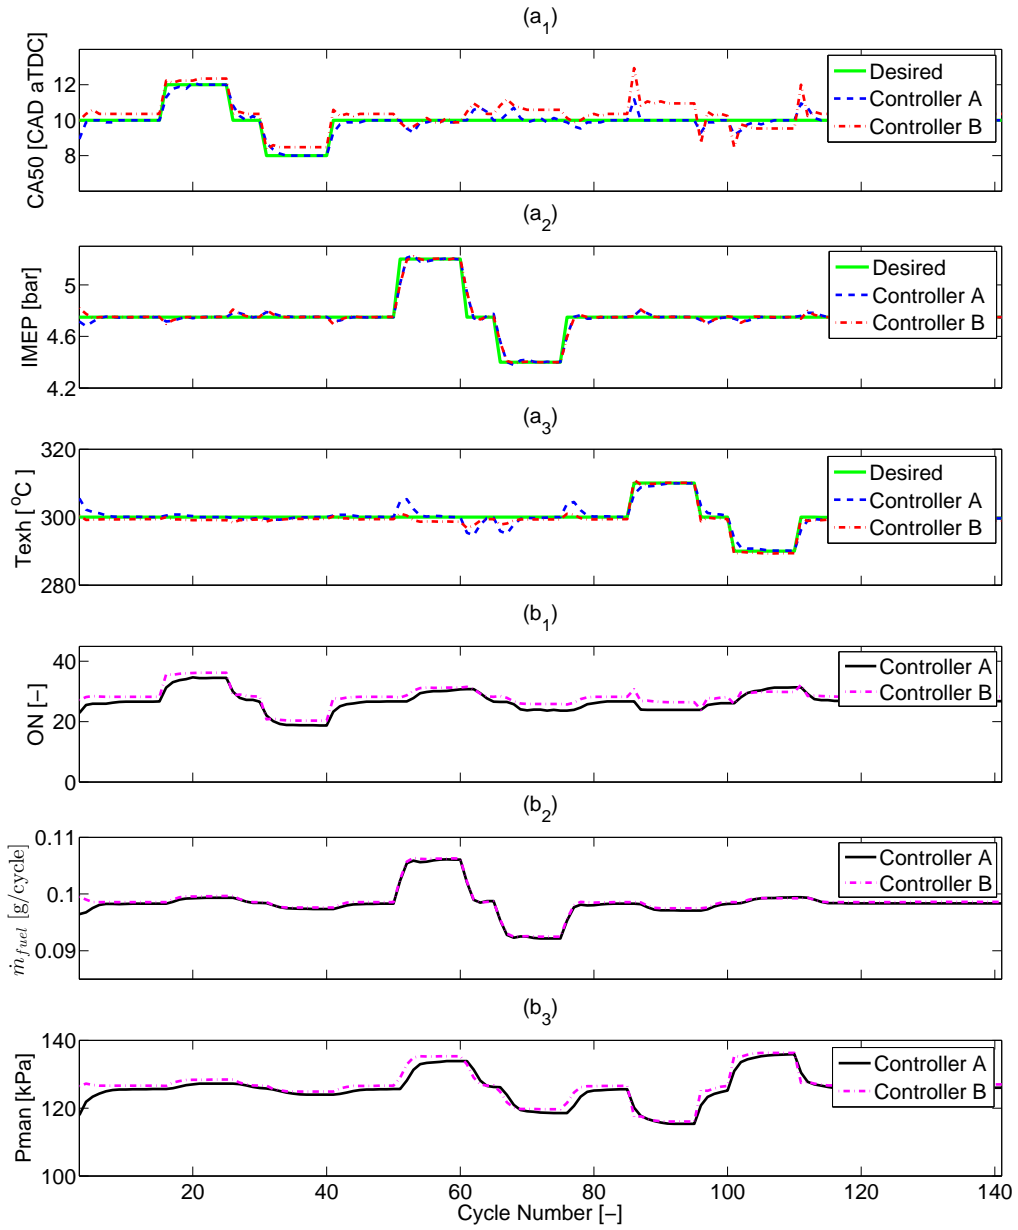 (a1)
CA50 [CAD aTDC]
12
10
8
Desired
Controller A
Controller B
(a2)
IMEP [bar]
5
4.6
4.2
Desired
Controller A
Controller B
(a3)
Texh [ °C ]
320
300
280
Desired
Controller A
Controller B
(b1)
ON [−]
40
20
0
Controller A
Controller B
(b2)
ṁfuel [g/cycle]
0.11
0.1
0.09
Controller A
Controller B
(b3)
Pman [kPa]
140
120
100
Controller A
Controller B
20 40 60 80 100 120 140
Cycle Number [−]